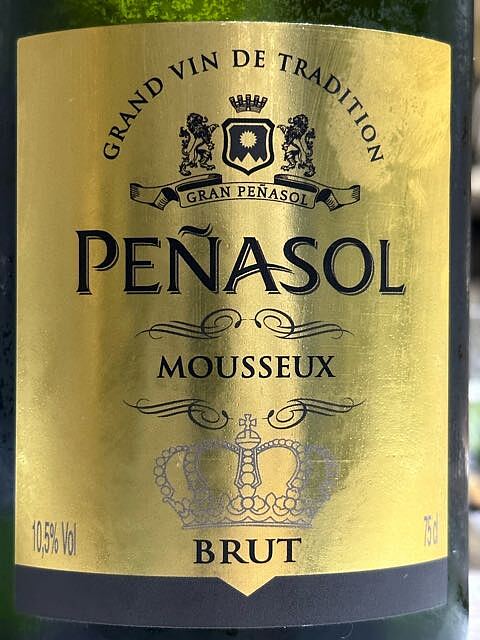 GRAND VIN DE TRADITION
GRAN PEÑASOL
PEÑASOL
MOUSSEUX
10,5% Vol
75 cl
BRUT